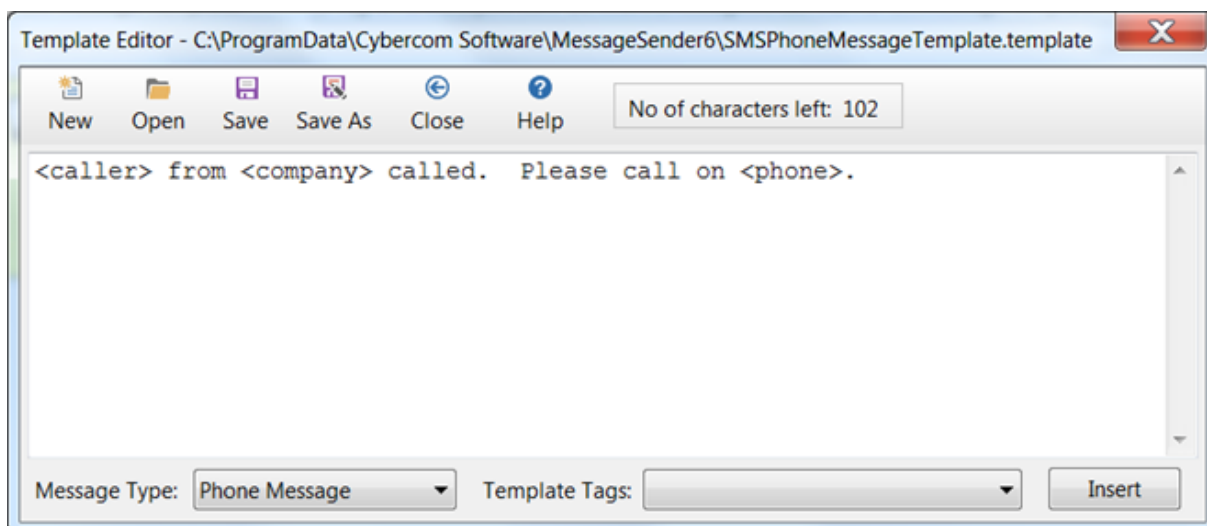 Template Editor - C:\ProgramData\Cybercom Software\MessageSender6\SMSPhoneMessageTemplate.template
New Open Save Save As Close Help No of characters left: 102
<caller> from <company> called.  Please call on <phone>.
Message Type: Phone Message Template Tags: Insert